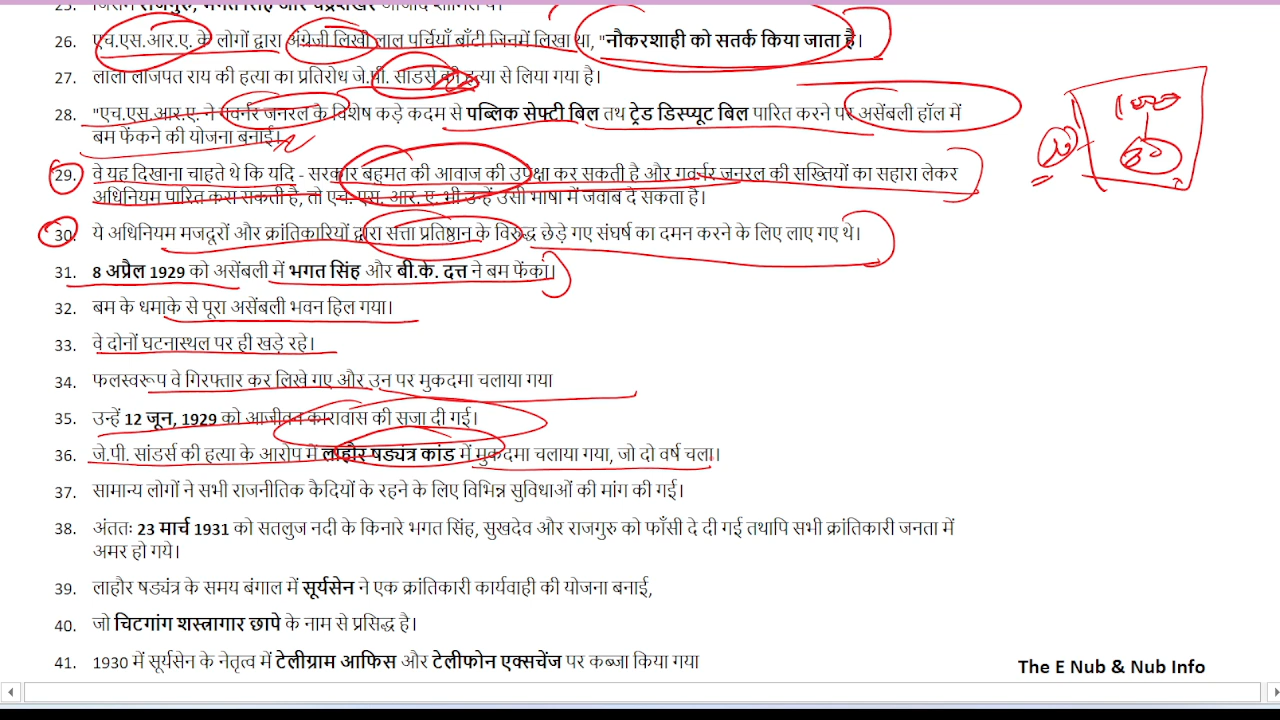 25. जिसमें राजगुरु, भगत सिंह और चंद्रशेखर आजाद शामिल थे।
26. एच.एस.आर.ए. के लोगों द्वारा अंग्रेजी लिखी लाल पर्चियाँ बाँटी जिनमें लिखा था, "नौकरशाही को सतर्क किया जाता है।
27. लाला लाजपत राय की हत्या का प्रतिरोध जे.पी. सांडर्स की हत्या से लिया गया है।
28. "एच.एस.आर.ए. ने गवर्नर जनरल के विशेष कड़े कदम से पब्लिक सेफ्टी बिल तथ ट्रेड डिस्प्यूट बिल पारित करने पर असेंबली हॉल में
बम फेंकने की योजना बनाई।
29. वे यह दिखाना चाहते थे कि यदि - सरकार बहुमत की आवाज की उपेक्षा कर सकती है और गवर्नर जनरल की सख्तियों का सहारा लेकर
अधिनियम पारित करा सकती है, तो एच. एस. आर. ए. भी उन्हें उसी भाषा में जवाब दे सकता है।
30. ये अधिनियम मजदूरों और क्रांतिकारियों द्वारा सत्ता प्रतिष्ठान के विरुद्ध छेड़े गए संघर्ष का दमन करने के लिए लाए गए थे।
31. 8 अप्रैल 1929 को असेंबली में भगत सिंह और बी.के. दत्त ने बम फेंका।
32. बम के धमाके से पूरा असेंबली भवन हिल गया।
33. वे दोनों घटनास्थल पर ही खड़े रहे।
34. फलस्वरूप वे गिरफ्तार कर लिखे गए और उन पर मुकदमा चलाया गया
35. उन्हें 12 जून, 1929 को आजीवन कारावास की सजा दी गई।
36. जे.पी. सांडर्स की हत्या के आरोप में लाहौर षड्यंत्र कांड में मुकदमा चलाया गया, जो दो वर्ष चला।
37. सामान्य लोगों ने सभी राजनीतिक कैदियों के रहने के लिए विभिन्न सुविधाओं की मांग की गई।
38. अंततः 23 मार्च 1931 को सतलुज नदी के किनारे भगत सिंह, सुखदेव और राजगुरु को फाँसी दे दी गई तथापि सभी क्रांतिकारी जनता में
अमर हो गये।
39. लाहौर षड्यंत्र के समय बंगाल में सूर्यसेन ने एक क्रांतिकारी कार्यवाही की योजना बनाई,
40. जो चिटगांग शस्त्रागार छापे के नाम से प्रसिद्ध है।
41. 1930 में सूर्यसेन के नेतृत्व में टेलीग्राम आफिस और टेलीफोन एक्सचेंज पर कब्जा किया गया
The E Nub & Nub Info